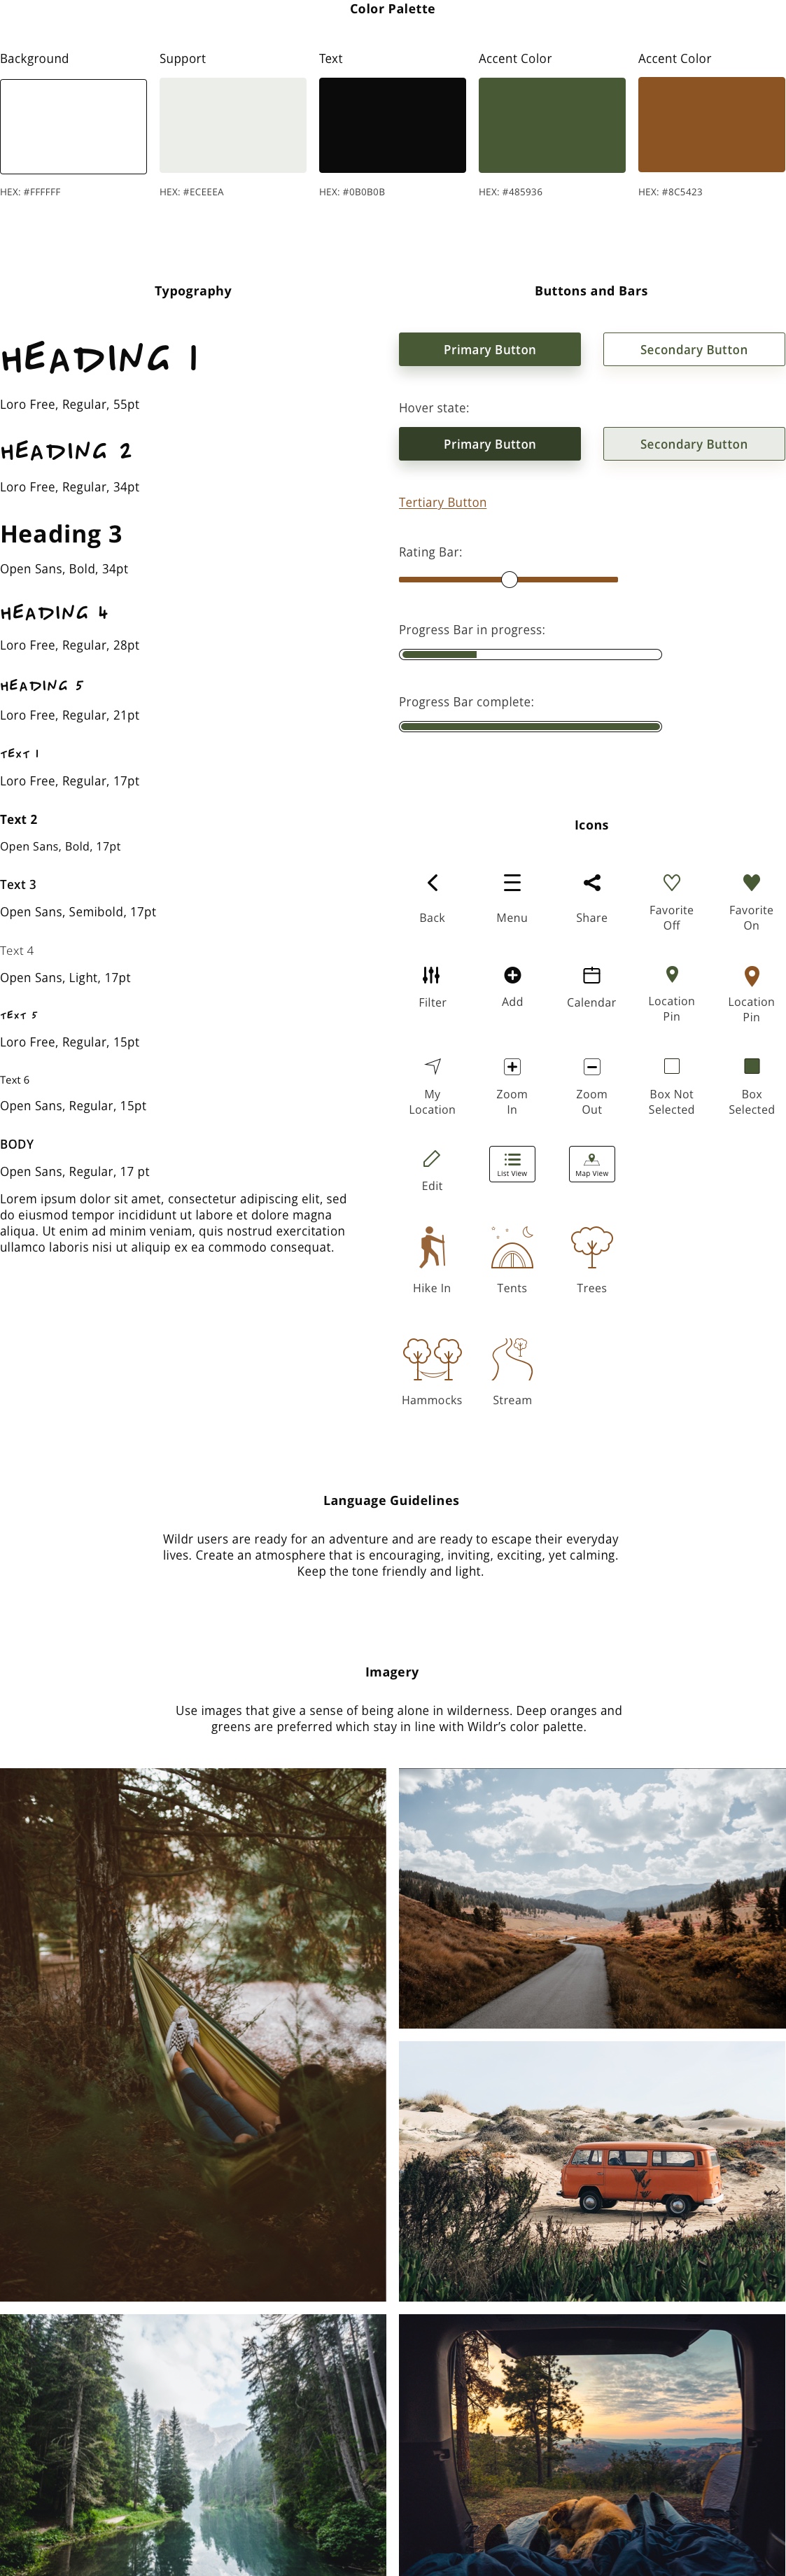 Color Palette
Background
Support
Text
Accent Color
Accent Color
HEX: #FFFFFF
HEX: #ECEEEA
HEX: #0B0B0B
HEX: #485936
HEX: #8C5423
Typography
HEADING 1
Loro Free, Regular, 55pt
HEADING 2
Loro Free, Regular, 34pt
Heading 3
Open Sans, Bold, 34pt
HEADING 4
Loro Free, Regular, 28pt
HEADING 5
Loro Free, Regular, 21pt
TEXT 1
Loro Free, Regular, 17pt
Text 2
Open Sans, Bold, 17pt
Text 3
Open Sans, Semibold, 17pt
Text 4
Open Sans, Light, 17pt
TEXT 5
Loro Free, Regular, 15pt
Text 6
Open Sans, Regular, 15pt
BODY
Open Sans, Regular, 17 pt
Lorem ipsum dolor sit amet, consectetur adipiscing elit, sed
do eiusmod tempor incididunt ut labore et dolore magna
aliqua. Ut enim ad minim veniam, quis nostrud exercitation
ullamco laboris nisi ut aliquip ex ea commodo consequat.
Buttons and Bars
Primary Button
Secondary Button
Hover state:
Primary Button
Secondary Button
Tertiary Button
Rating Bar:
Progress Bar in progress:
Progress Bar complete:
Icons
Back
Menu
Share
Favorite
Off
Favorite
On
Filter
Add
Calendar
Location
Pin
Location
Pin
My
Location
Zoom
In
Zoom
Out
Box Not
Selected
Box
Selected
Edit
List View
Map View
Hike In
Tents
Trees
Hammocks
Stream
Language Guidelines
Wildr users are ready for an adventure and are ready to escape their everyday
lives. Create an atmosphere that is encouraging, inviting, exciting, yet calming.
Keep the tone friendly and light.
Imagery
Use images that give a sense of being alone in wilderness. Deep oranges and
greens are preferred which stay in line with Wildr’s color palette.